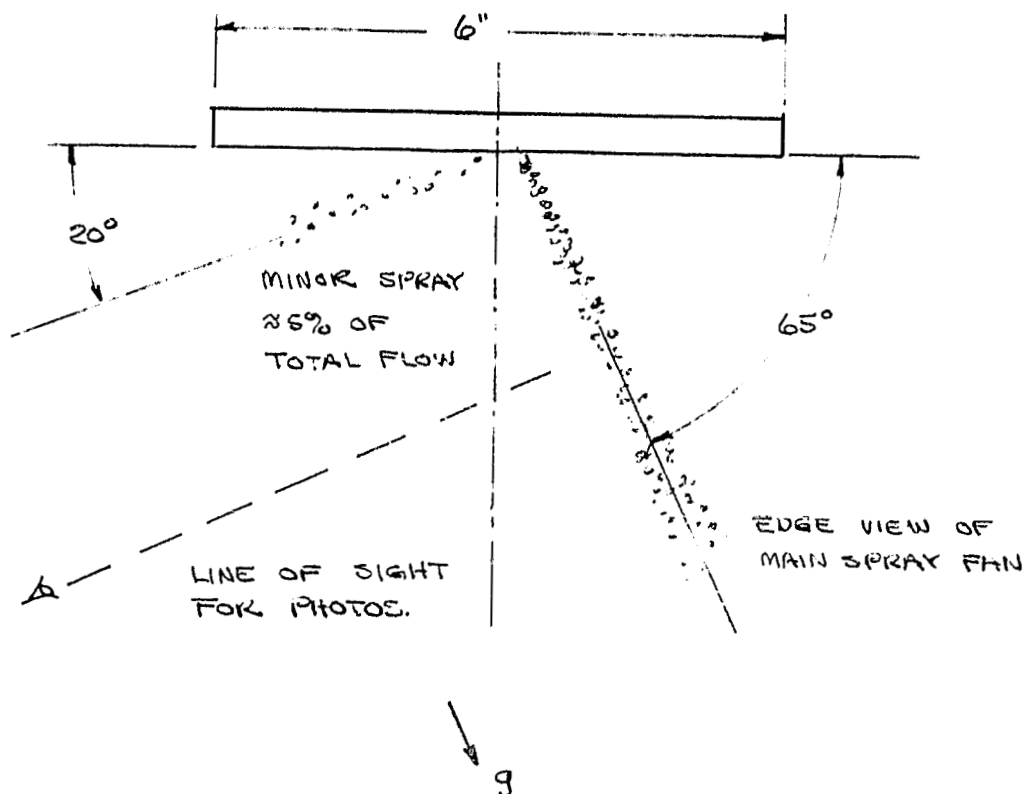 6"
20°
MINOR SPRAY
≈5% OF
TOTAL FLOW
65°
EDGE VIEW OF
MAIN SPRAY FAN
LINE OF SIGHT
FOR PHOTOS.
g